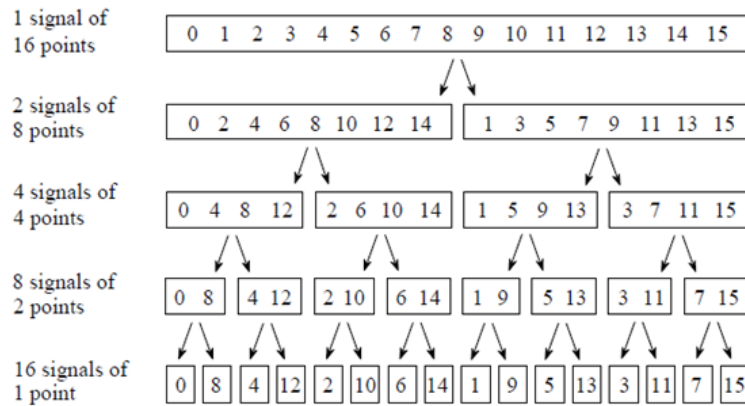 1 signal of
16 points
0 1 2 3 4 5 6 7 8 9 10 11 12 13 14 15
2 signals of
8 points
0 2 4 6 8 10 12 14 1 3 5 7 9 11 13 15
4 signals of
4 points
0 4 8 12 2 6 10 14 1 5 9 13 3 7 11 15
8 signals of
2 points
0 8 4 12 2 10 6 14 1 9 5 13 3 11 7 15
16 signals of
1 point
0 8 4 12 2 10 6 14 1 9 5 13 3 11 7 15